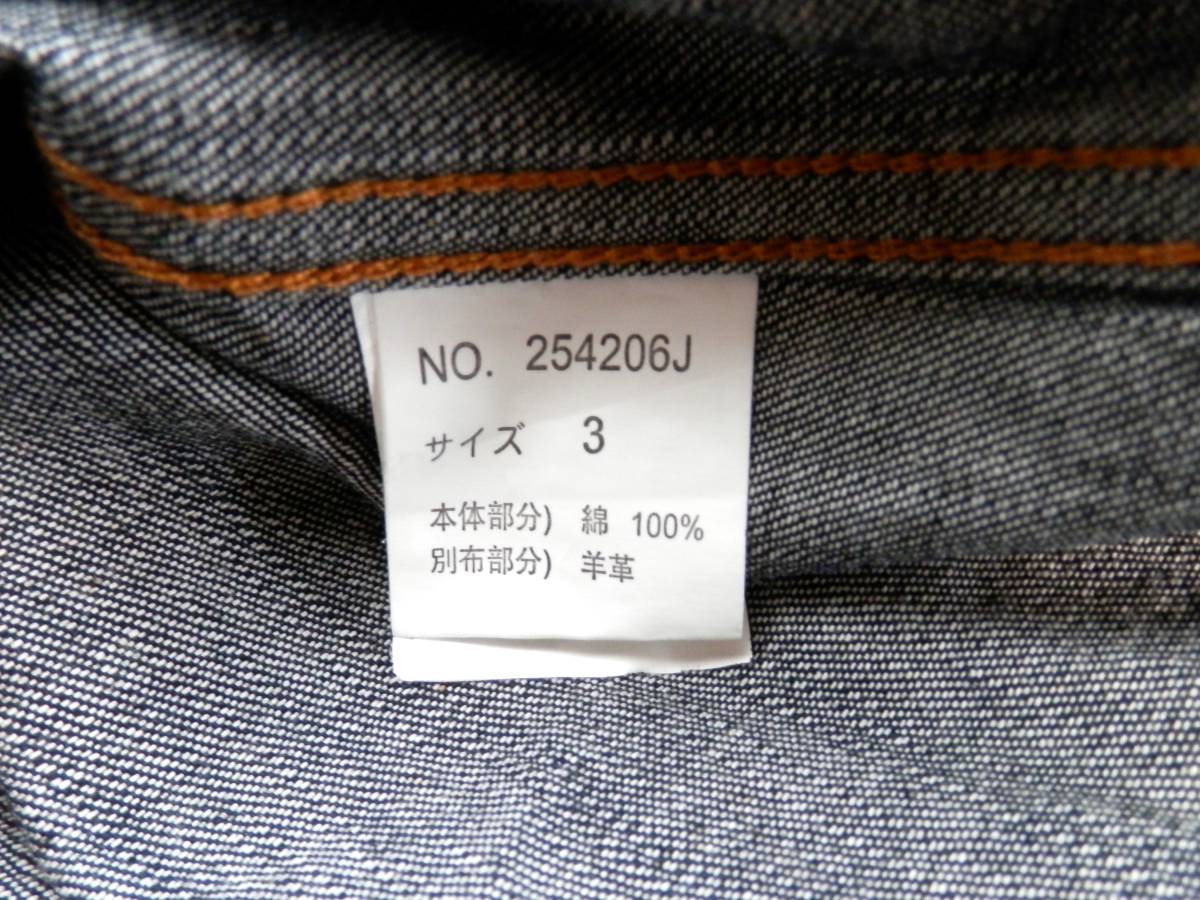 NO. 254206J
サイズ 3
本体部分) 綿 100%
別布部分) 羊革